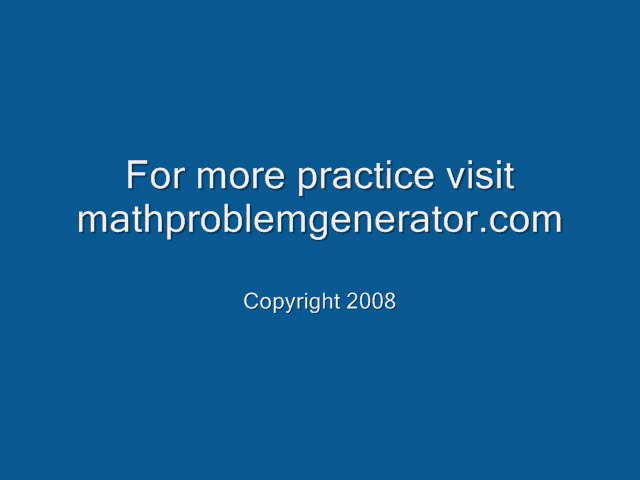 For more practice visit
mathproblemgenerator.com
Copyright 2008